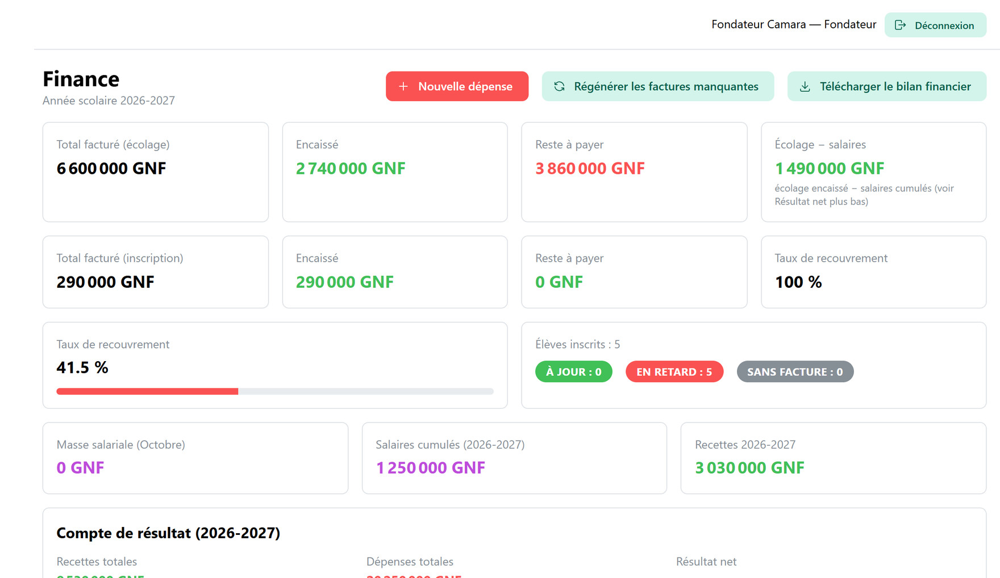 Fondateur Camara — Fondateur
Déconnexion
Finance
Année scolaire 2026-2027
Nouvelle dépense
Régénérer les factures manquantes
Télécharger le bilan financier
Total facturé (écolage)
6 600 000 GNF
Encaissé
2 740 000 GNF
Reste à payer
3 860 000 GNF
Écolage − salaires
1 490 000 GNF
écolage encaissé − salaires cumulés (voir
Résultat net plus bas)
Total facturé (inscription)
290 000 GNF
Encaissé
290 000 GNF
Reste à payer
0 GNF
Taux de recouvrement
100 %
Taux de recouvrement
41.5 %
Élèves inscrits : 5
À JOUR : 0
EN RETARD : 5
SANS FACTURE : 0
Masse salariale (Octobre)
0 GNF
Salaires cumulés (2026-2027)
1 250 000 GNF
Recettes 2026-2027
3 030 000 GNF
Compte de résultat (2026-2027)
Recettes totales
Dépenses totales
Résultat net